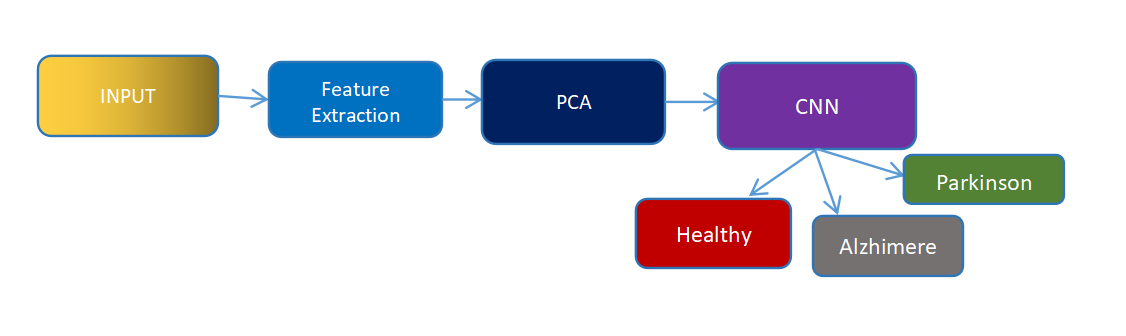 INPUT
Feature
Extraction
PCA
CNN
Parkinson
Healthy
Alzhimere